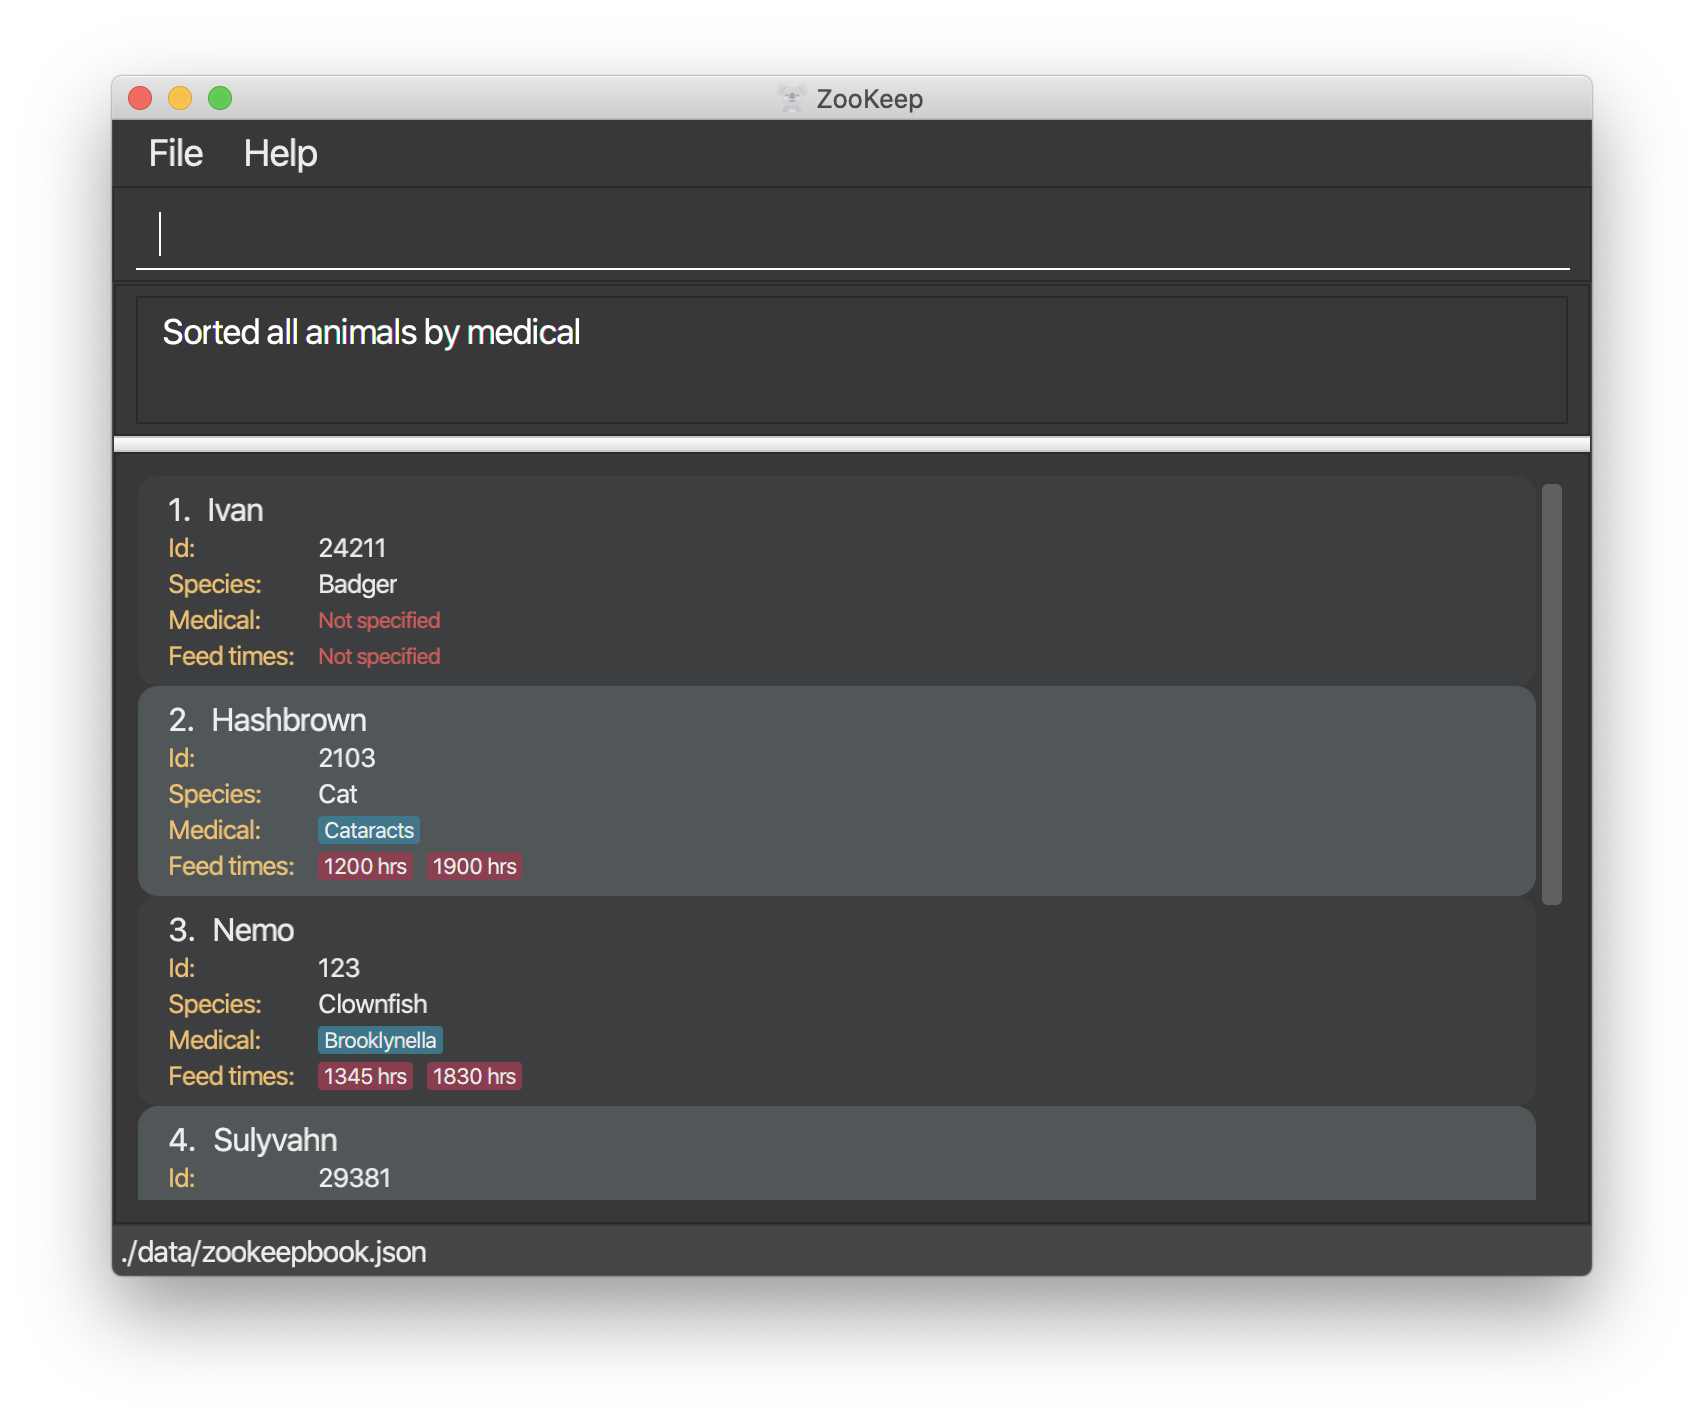 ZooKeep
File Help
Sorted all animals by medical
1. Ivan
Id: 24211
Species: Badger
Medical: Not specified
Feed times: Not specified
2. Hashbrown
Id: 2103
Species: Cat
Medical: Cataracts
Feed times: 1200 hrs 1900 hrs
3. Nemo
Id: 123
Species: Clownfish
Medical: Brooklynella
Feed times: 1345 hrs 1830 hrs
4. Sulyvahn
Id: 29381
./data/zookeepbook.json